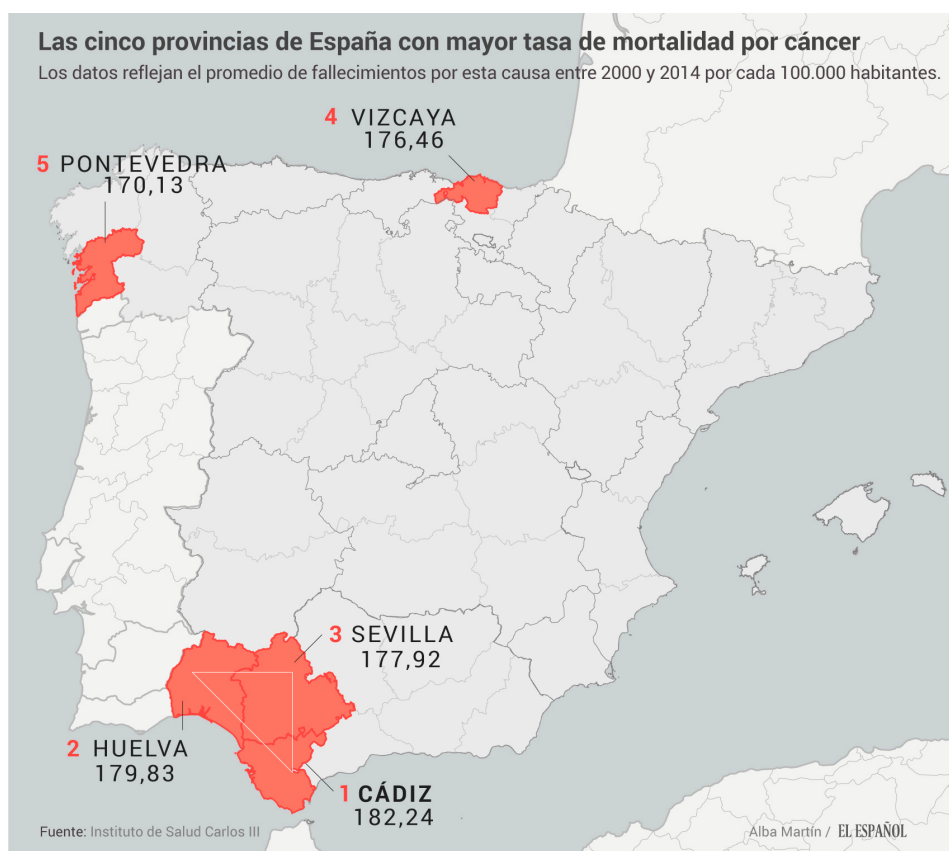 Las cinco provincias de España con mayor tasa de mortalidad por cáncer
Los datos reflejan el promedio de fallecimientos por esta causa entre 2000 y 2014 por cada 100.000 habitantes.
4 VIZCAYA
176,46
5 PONTEVEDRA
170,13
3 SEVILLA
177,92
2 HUELVA
179,83
1 CÁDIZ
182,24
Fuente: Instituto de Salud Carlos III
Alba Martín / EL ESPAÑOL